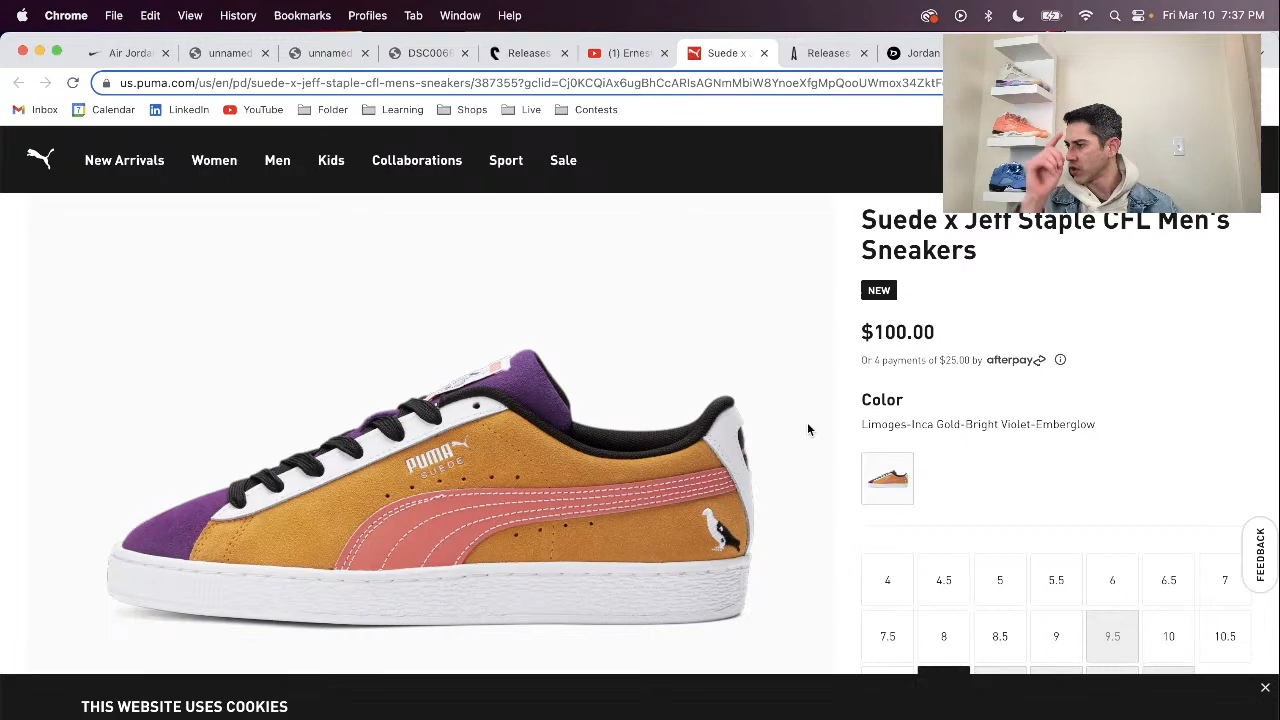 Chrome File Edit View History Bookmarks Profiles Tab Window Help Fri Mar 10 7:37 PM
Air Jordan unnamed unnamed DSC006 Releases (1) Ernest Suede x J Releases Jordan
us.puma.com/us/en/pd/suede-x-jeff-staple-cfl-mens-sneakers/387355?gclid=Cj0KCQiAx6ugBhCcARIsAGNmMbiW8YnoeXfgMpQooUWmox34ZktF
Inbox Calendar LinkedIn YouTube Folder Learning Shops Live Contests
New Arrivals Women Men Kids Collaborations Sport Sale
Suede x Jeff Staple CFL Men's
Sneakers
NEW
$100.00
Or 4 payments of $25.00 by afterpay
Color
Limoges-Inca Gold-Bright Violet-Emberglow
PUMA
SUEDE
4 4.5 5 5.5 6 6.5 7
7.5 8 8.5 9 9.5 10 10.5
FEEDBACK
THIS WEBSITE USES COOKIES